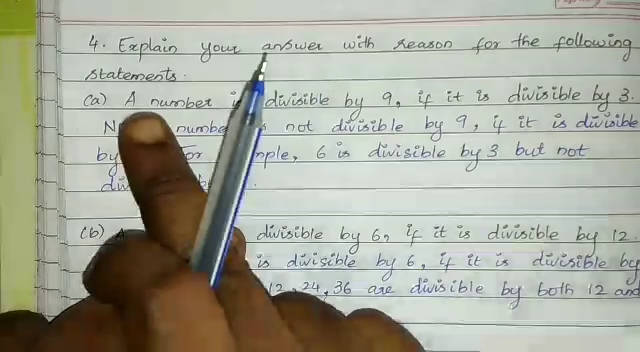 4. Explain your answer with reason for the following
statements.
(a) A number is divisible by 9, if it is divisible by 3.
number not divisible by 9, if it is divisible
by 6 is divisible by 3 but not
(b) divisible by 6, if it is divisible by 12.
is divisible by 6, if it is divisible by
12, 24, 36 are divisible by both 12 and